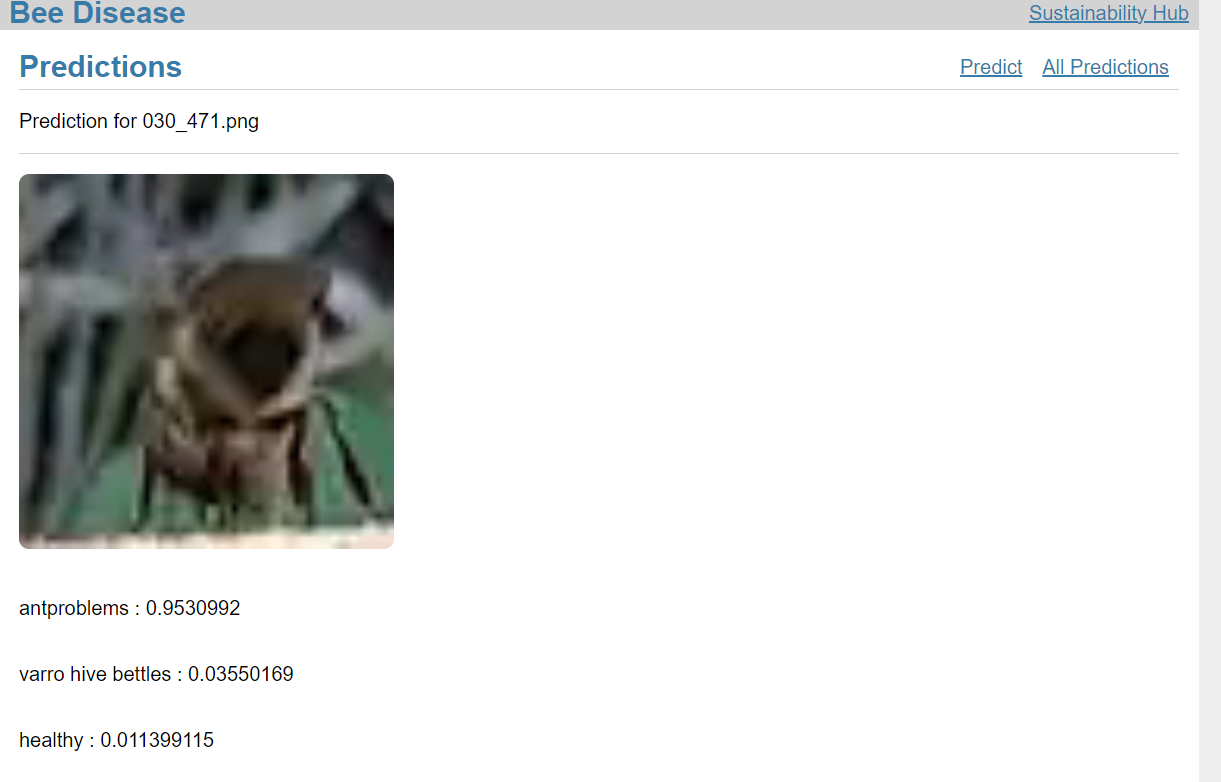 Bee Disease
Sustainability Hub
Predictions
Predict
All Predictions
Prediction for 030_471.png
antproblems : 0.9530992
varro hive bettles : 0.03550169
healthy : 0.011399115